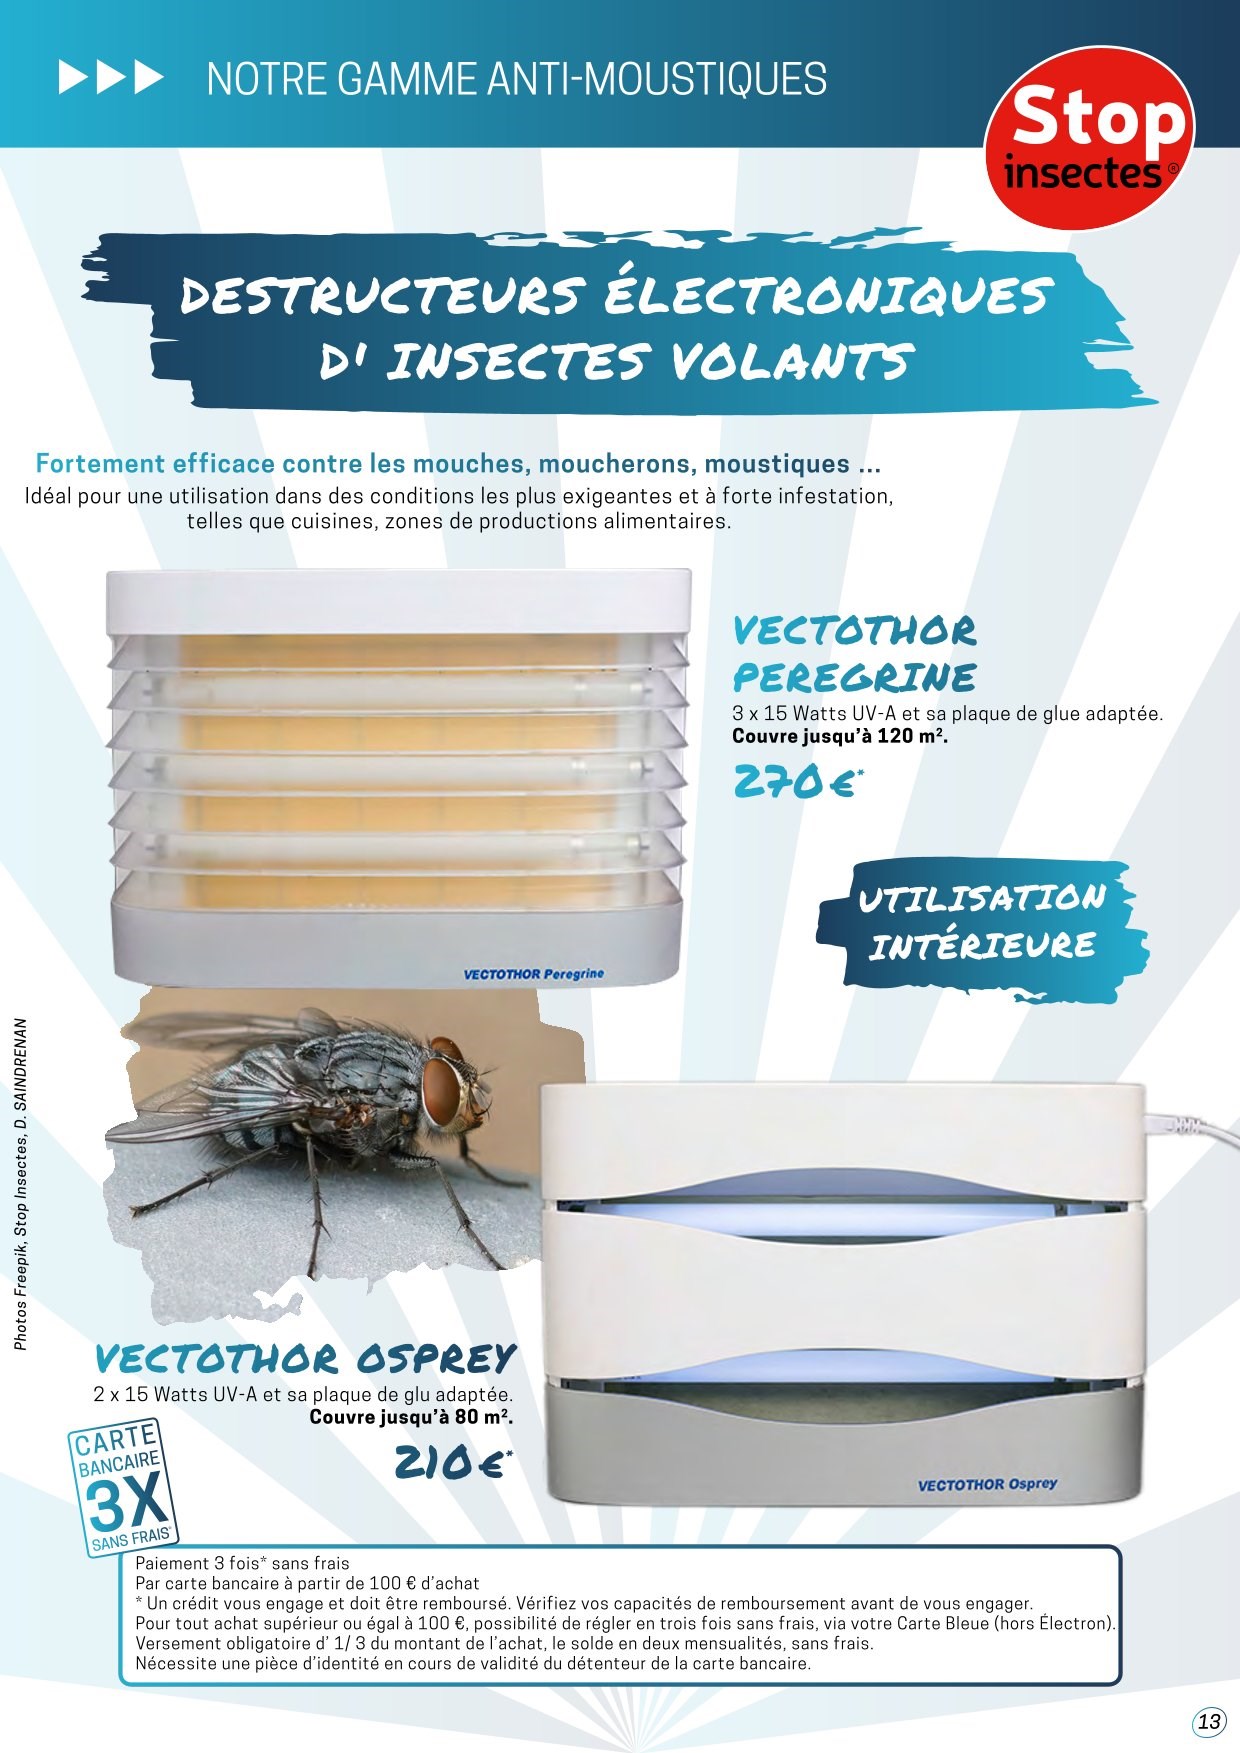 NOTRE GAMME ANTI-MOUSTIQUES
Stop
insectes®
DESTRUCTEURS ÉLECTRONIQUES
D' INSECTES VOLANTS
Fortement efficace contre les mouches, moucherons, moustiques ...
Idéal pour une utilisation dans des conditions les plus exigeantes et à forte infestation,
telles que cuisines, zones de productions alimentaires.
VECTOTHOR
PEREGRINE
3 x 15 Watts UV-A et sa plaque de glue adaptée.
Couvre jusqu'à 120 m².
270€*
UTILISATION
INTÉRIEURE
VECTOTHOR Peregrine
Photos Freepik, Stop Insectes, D. SAINDRENAN
VECTOTHOR OSPREY
2 x 15 Watts UV-A et sa plaque de glu adaptée.
Couvre jusqu'à 80 m².
210€*
VECTOTHOR Osprey
CARTE
BANCAIRE
3X
SANS FRAIS*
Paiement 3 fois* sans frais
Par carte bancaire à partir de 100 € d'achat
* Un crédit vous engage et doit être remboursé. Vérifiez vos capacités de remboursement avant de vous engager.
Pour tout achat supérieur ou égal à 100 €, possibilité de régler en trois fois sans frais, via votre Carte Bleue (hors Électron).
Versement obligatoire d' 1/ 3 du montant de l'achat, le solde en deux mensualités, sans frais.
Nécessite une pièce d'identité en cours de validité du détenteur de la carte bancaire.
13